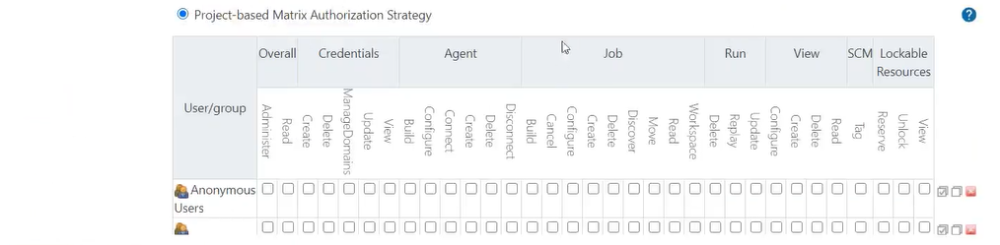 Project-based Matrix Authorization Strategy
?
User/group
Overall
Credentials
Agent
Job
Run
View
SCM
Lockable
Resources
Administer
Read
Create
Delete
ManageDomains
Update
View
Build
Configure
Connect
Create
Delete
Disconnect
Build
Cancel
Configure
Create
Delete
Discover
Move
Read
Workspace
Delete
Replay
Update
Configure
Create
Delete
Read
Tag
Reserve
Unlock
View
Anonymous
Users